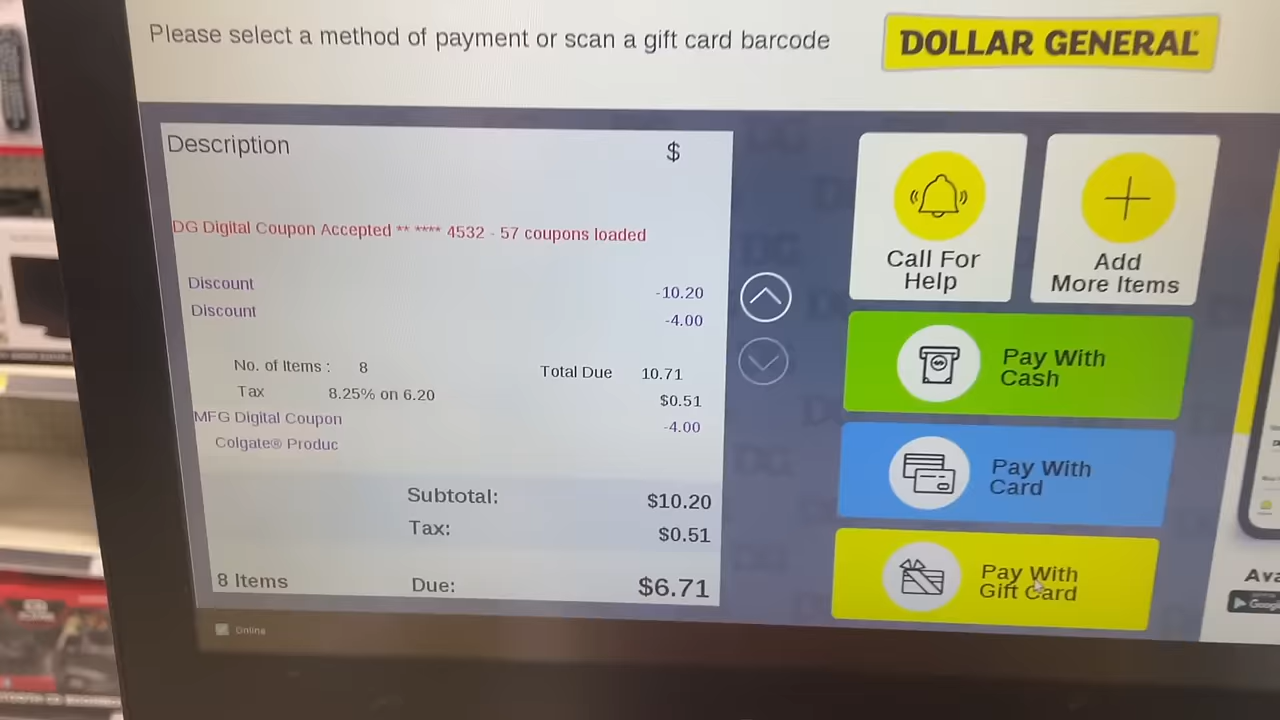 Please select a method of payment or scan a gift card barcode
DOLLAR GENERAL
Description $
DG Digital Coupon Accepted ** **** 4532 - 57 coupons loaded
Discount -10.20
Discount -4.00
No. of Items : 8 Total Due 10.71
Tax 8.25% on 6.20 $0.51
MFG Digital Coupon -4.00
Colgate® Produc
Subtotal: $10.20
Tax: $0.51
8 Items Due: $6.71
Online
Call For
Help
Add
More Items
Pay With
Cash
Pay With
Card
Pay With
Gift Card
Ava
Goog